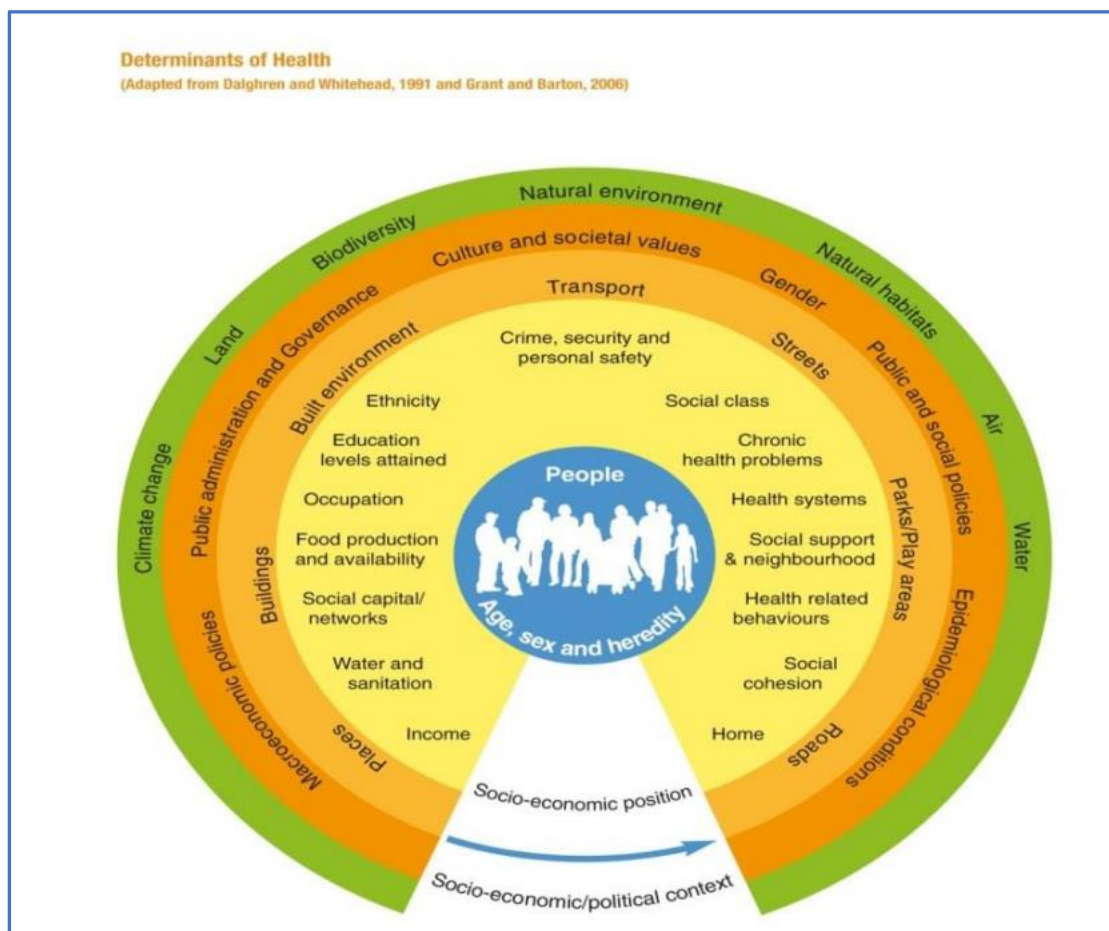 Determinants of Health
(Adapted from Dalghren and Whitehead, 1991 and Grant and Barton, 2006)
Climate change
Land
Biodiversity
Natural environment
Natural habitats
Air
Water
Macroeconomic policies
Public administration and Governance
Culture and societal values
Gender
Public and social policies
Epidemiological conditions
Places
Buildings
Built environment
Transport
Streets
Parks/Play areas
Roads
Crime, security and
personal safety
Ethnicity
Education
levels attained
Occupation
Food production
and availability
Social capital/
networks
Water and
sanitation
Income
Social class
Chronic
health problems
Health systems
Social support
& neighbourhood
Health related
behaviours
Social
cohesion
Home
People
Age, sex and heredity
Socio-economic position
Socio-economic/political context